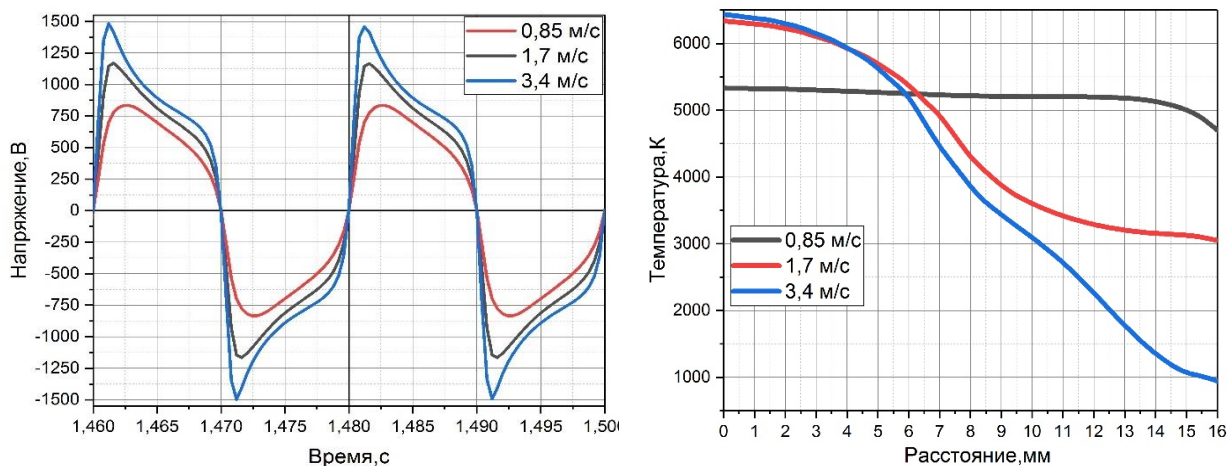 Напряжение,В
1500
1250
1000
750
500
250
0
-250
-500
-750
-1000
-1250
-1500
0,85 м/с
1,7 м/с
3,4 м/с
1,460 1,465 1,470 1,475 1,480 1,485 1,490 1,495 1,500
Время,с
Температура,К
6000
5000
4000
3000
2000
1000
0,85 м/с
1,7 м/с
3,4 м/с
0 1 2 3 4 5 6 7 8 9 10 11 12 13 14 15 16
Расстояние,мм